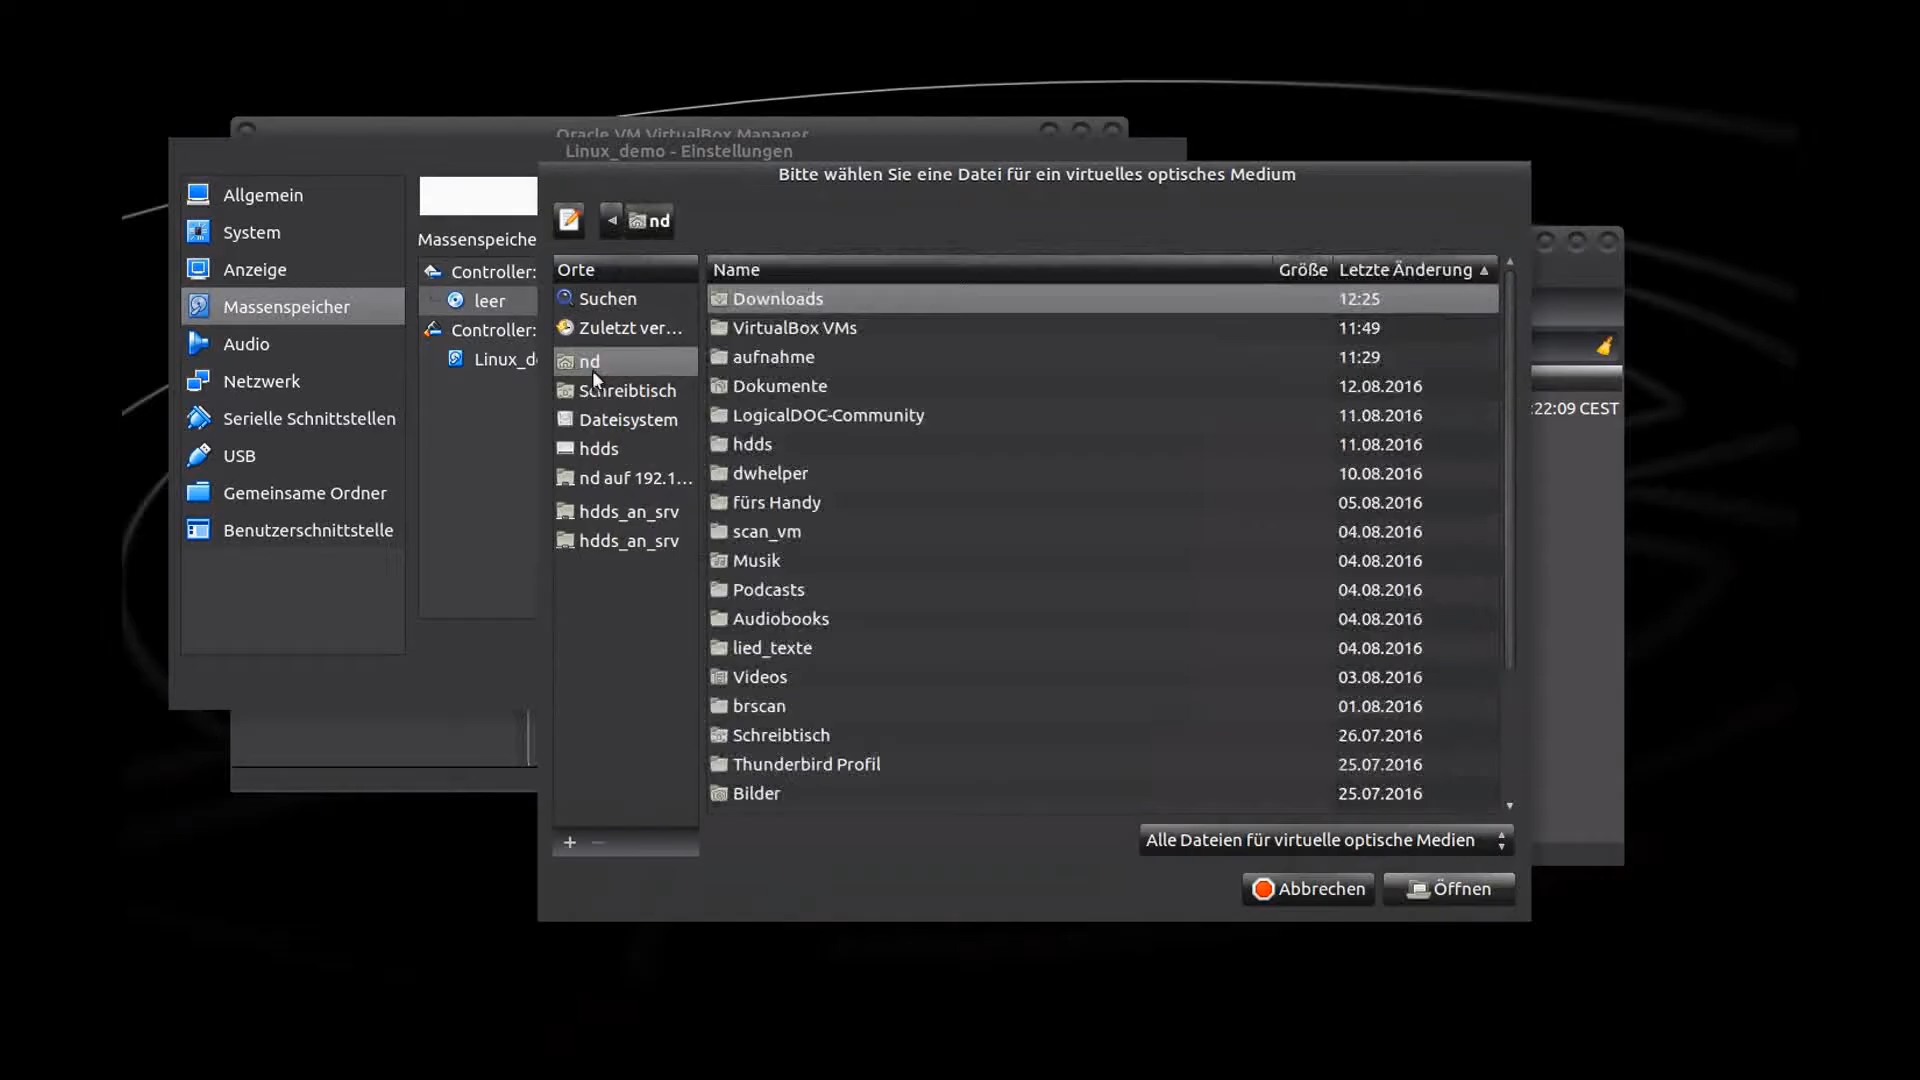 Oracle VM VirtualBox Manager
Linux_demo - Einstellungen
Bitte wählen Sie eine Datei für ein virtuelles optisches Medium
Allgemein
System
Anzeige
Massenspeicher
Audio
Netzwerk
Serielle Schnittstellen
USB
Gemeinsame Ordner
Benutzerschnittstelle
Massenspeiche
Controller:
leer
Controller:
Linux_de
nd
Orte
Suchen
Zuletzt ver...
nd
Schreibtisch
Dateisystem
hdds
nd auf 192.1...
hdds_an_srv
hdds_an_srv
Name Größe Letzte Änderung
Downloads 12:25
VirtualBox VMs 11:49
aufnahme 11:29
Dokumente 12.08.2016
LogicalDOC-Community 11.08.2016
hdds 11.08.2016
dwhelper 10.08.2016
fürs Handy 05.08.2016
scan_vm 04.08.2016
Musik 04.08.2016
Podcasts 04.08.2016
Audiobooks 04.08.2016
lied_texte 04.08.2016
Videos 03.08.2016
brscan 01.08.2016
Schreibtisch 26.07.2016
Thunderbird Profil 25.07.2016
Bilder 25.07.2016
:22:09 CEST
Alle Dateien für virtuelle optische Medien
Abbrechen
Öffnen